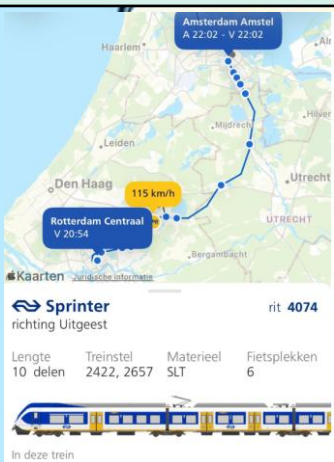 Amsterdam Amstel
A 22:02 - V 22:02
Haarlem
Mijdrecht
Leiden
Den Haag
Utrecht
115 km/h
Rotterdam Centraal
V 20:54
UTRECHT
Bergambacht
Kaarten Juridische informatie
Sprinter rit 4074
richting Uitgeest
Lengte Treinstel Materieel Fietsplekken
10 delen 2422, 2657 SLT 6
In deze trein